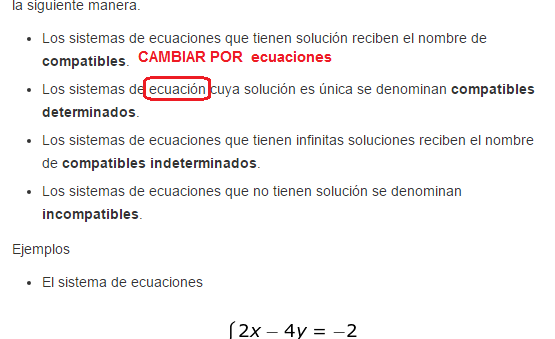 la siguiente manera.
• Los sistemas de ecuaciones que tienen solución reciben el nombre de
compatibles. CAMBIAR POR ecuaciones
• Los sistemas de ecuación cuya solución es única se denominan compatibles
determinados.
• Los sistemas de ecuaciones que tienen infinitas soluciones reciben el nombre
de compatibles indeterminados.
• Los sistemas de ecuaciones que no tienen solución se denominan
incompatibles.
Ejemplos
• El sistema de ecuaciones
2x − 4y = −2